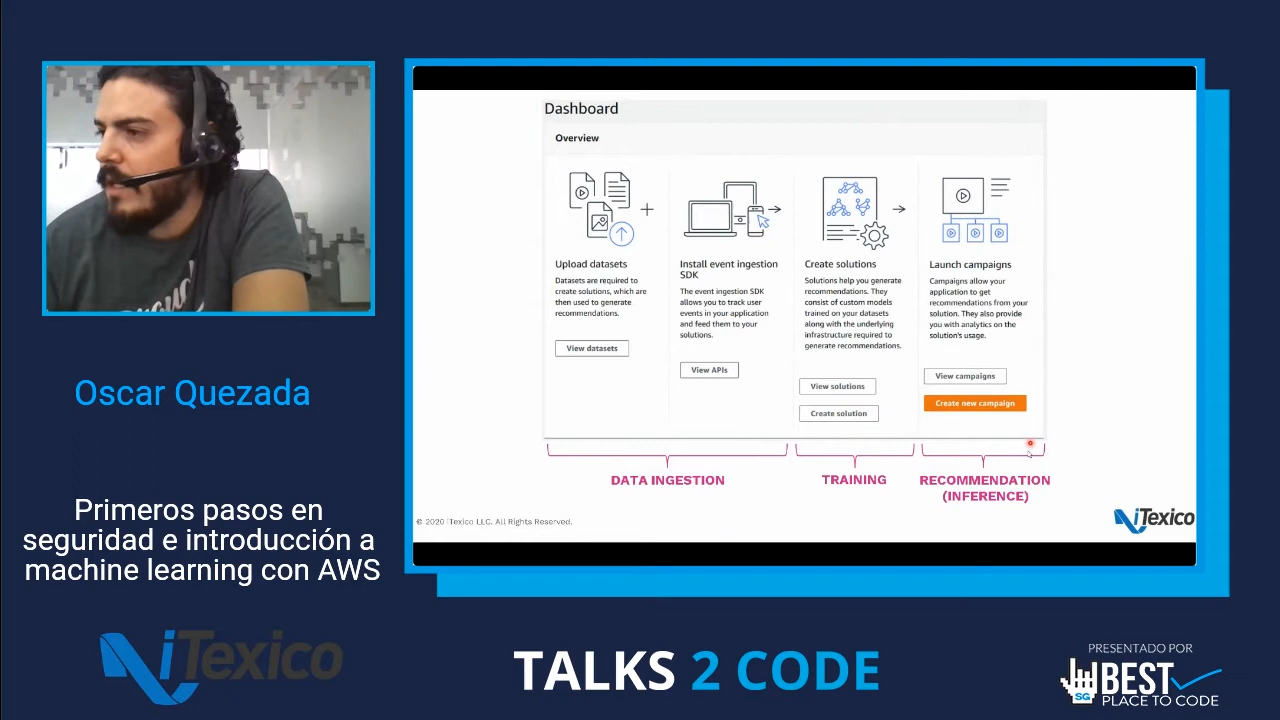 Dashboard
Overview
Upload datasets
Datasets are required to
create solutions, which are
then used to generate
recommendations.
View datasets
Install event ingestion
SDK
The event ingestion SDK
allows you to track user
events in your application
and feed them to your
solutions.
View APIs
Create solutions
Solutions help you generate
recommendations. They
consist of custom models
trained on your datasets
along with the underlying
infrastructure required to
generate recommendations.
View solutions
Create solution
Launch campaigns
Campaigns allow your
application to get
recommendations from your
solution. They also provide
you with analytics on the
solution's usage.
View campaigns
Create new campaign
DATA INGESTION
TRAINING
RECOMMENDATION
(INFERENCE)
© 2020 iTexico LLC. All Rights Reserved.
iTexico
Oscar Quezada
Primeros pasos en
seguridad e introducción a
machine learning con AWS
iTexico
TALKS 2 CODE
PRESENTADO POR
SG
BEST
PLACE TO CODE